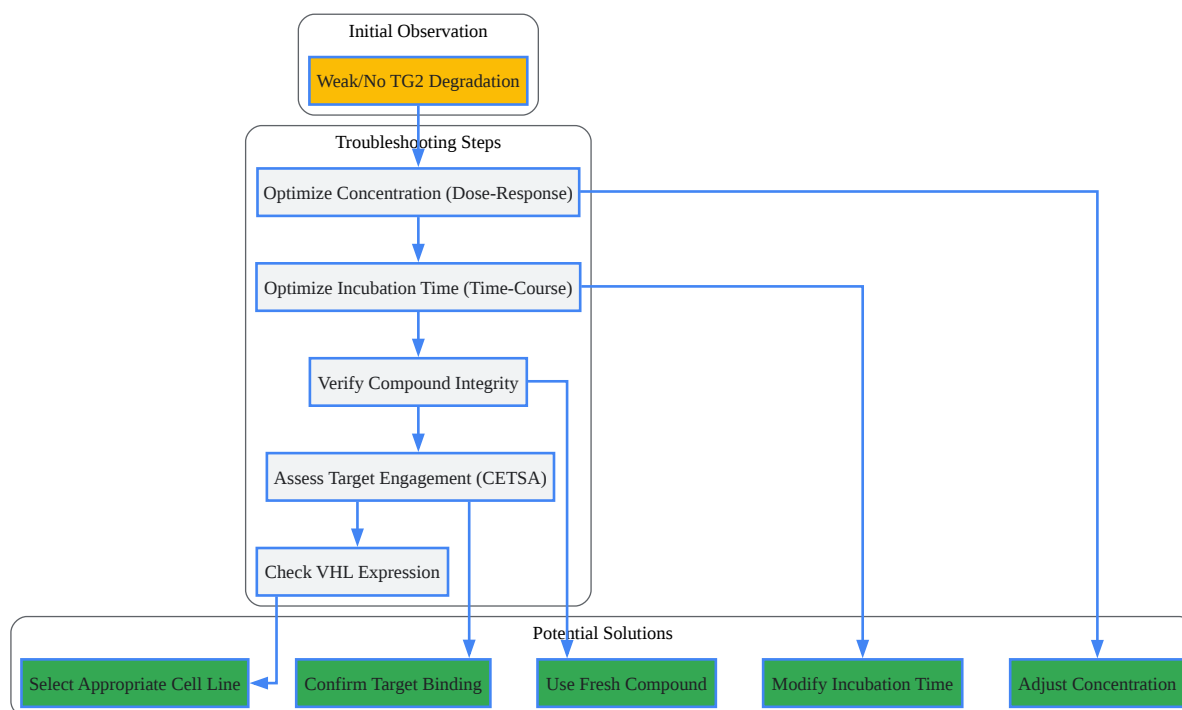 Initial Observation
Weak/No TG2 Degradation
Troubleshooting Steps
Optimize Concentration (Dose-Response)
Optimize Incubation Time (Time-Course)
Verify Compound Integrity
Assess Target Engagement (CETSA)
Check VHL Expression
Potential Solutions
Select Appropriate Cell Line
Confirm Target Binding
Use Fresh Compound
Modify Incubation Time
Adjust Concentration